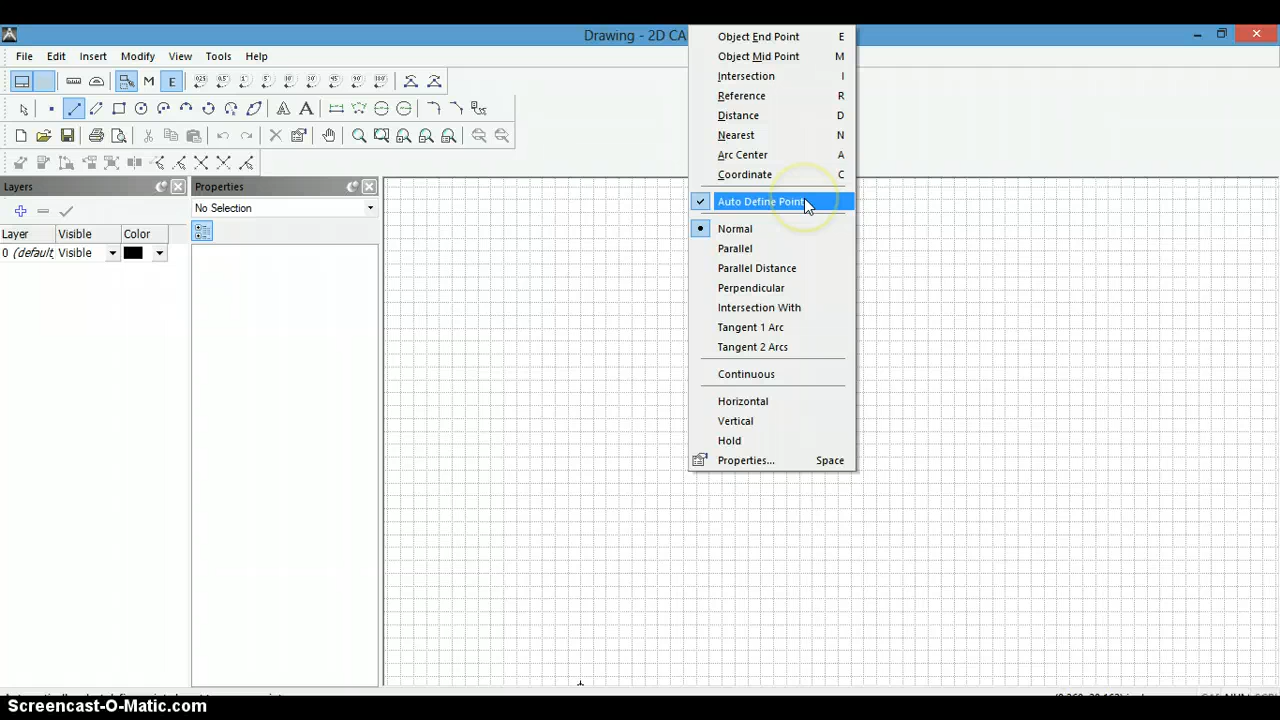 Drawing - 2D CA
File Edit Insert Modify View Tools Help
M E
Layers
Properties
No Selection
Layer Visible Color
0 (default, Visible
Object End Point E
Object Mid Point M
Intersection I
Reference R
Distance D
Nearest N
Arc Center A
Coordinate C
Auto Define Point
Normal
Parallel
Parallel Distance
Perpendicular
Intersection With
Tangent 1 Arc
Tangent 2 Arcs
Continuous
Horizontal
Vertical
Hold
Properties... Space
Screencast-O-Matic.com